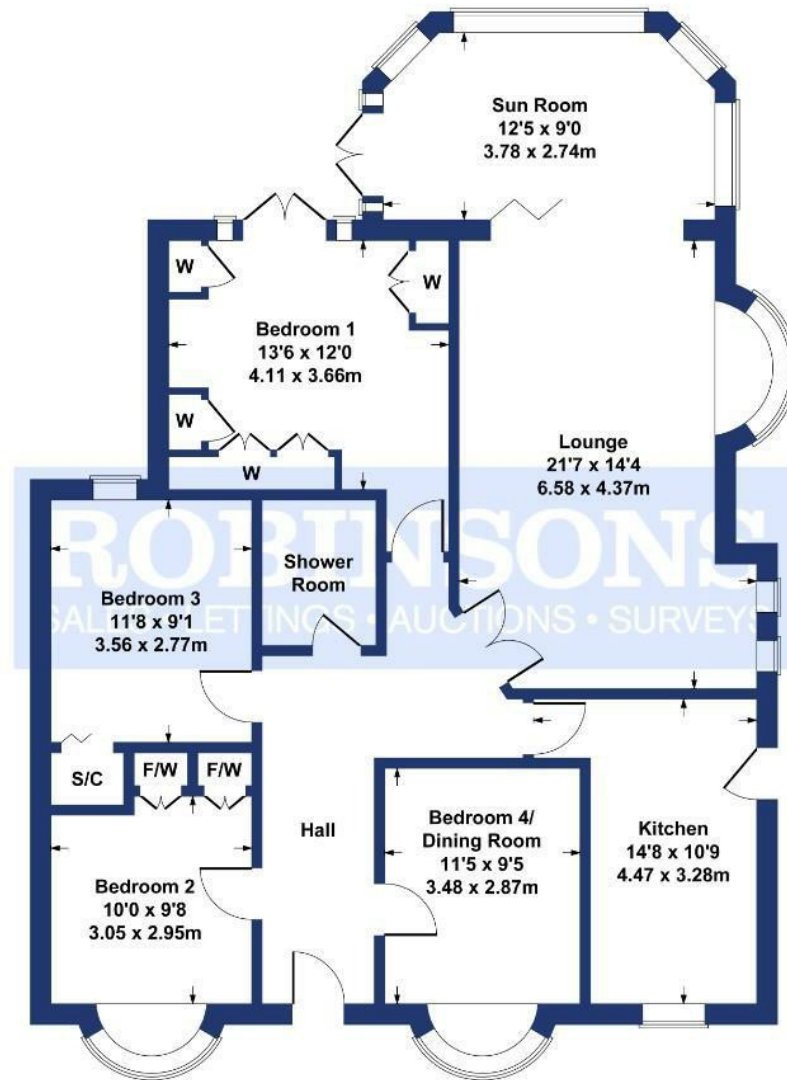 Sun Room
12'5 x 9'0
3.78 x 2.74m
W
W
Bedroom 1
13'6 x 12'0
4.11 x 3.66m
W
W
Lounge
21'7 x 14'4
6.58 x 4.37m
ROBINSONS
SALES • LETTINGS • AUCTIONS • SURVEYS
Shower
Room
Bedroom 3
11'8 x 9'1
3.56 x 2.77m
S/C
F/W
F/W
Hall
Bedroom 4/
Dining Room
11'5 x 9'5
3.48 x 2.87m
Kitchen
14'8 x 10'9
4.47 x 3.28m
Bedroom 2
10'0 x 9'8
3.05 x 2.95m